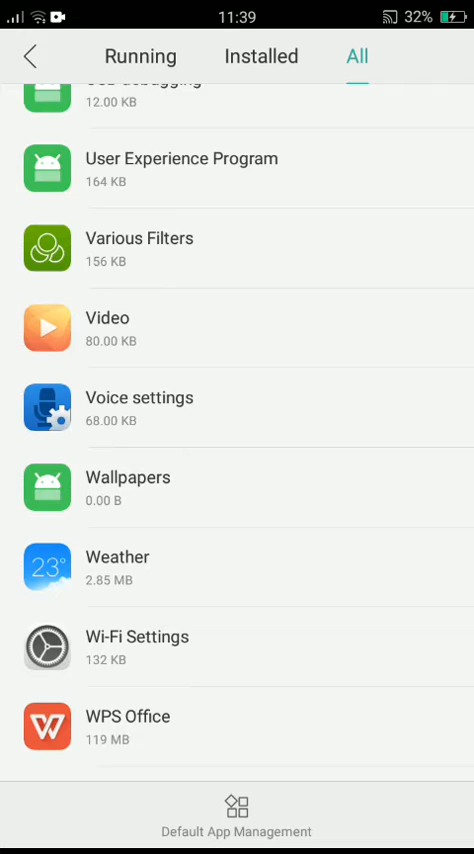 11:39
32%
Running Installed All
USB debugging
12.00 KB
User Experience Program
164 KB
Various Filters
156 KB
Video
80.00 KB
Voice settings
68.00 KB
Wallpapers
0.00 B
23°
Weather
2.85 MB
Wi-Fi Settings
132 KB
WPS Office
119 MB
Default App Management